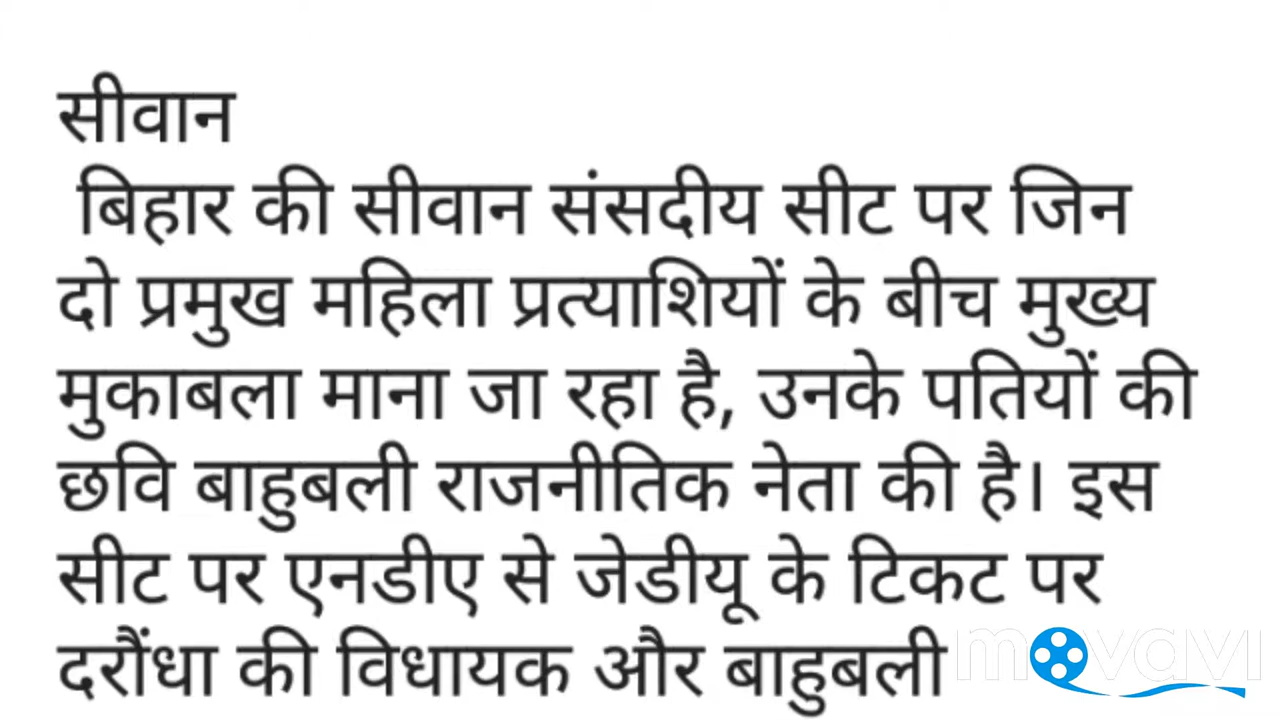 सीवान
बिहार की सीवान संसदीय सीट पर जिन
दो प्रमुख महिला प्रत्याशियों के बीच मुख्य
मुकाबला माना जा रहा है, उनके पतियों की
छवि बाहुबली राजनीतिक नेता की है। इस
सीट पर एनडीए से जेडीयू के टिकट पर
दरौंधा की विधायक और बाहुबली
movavi